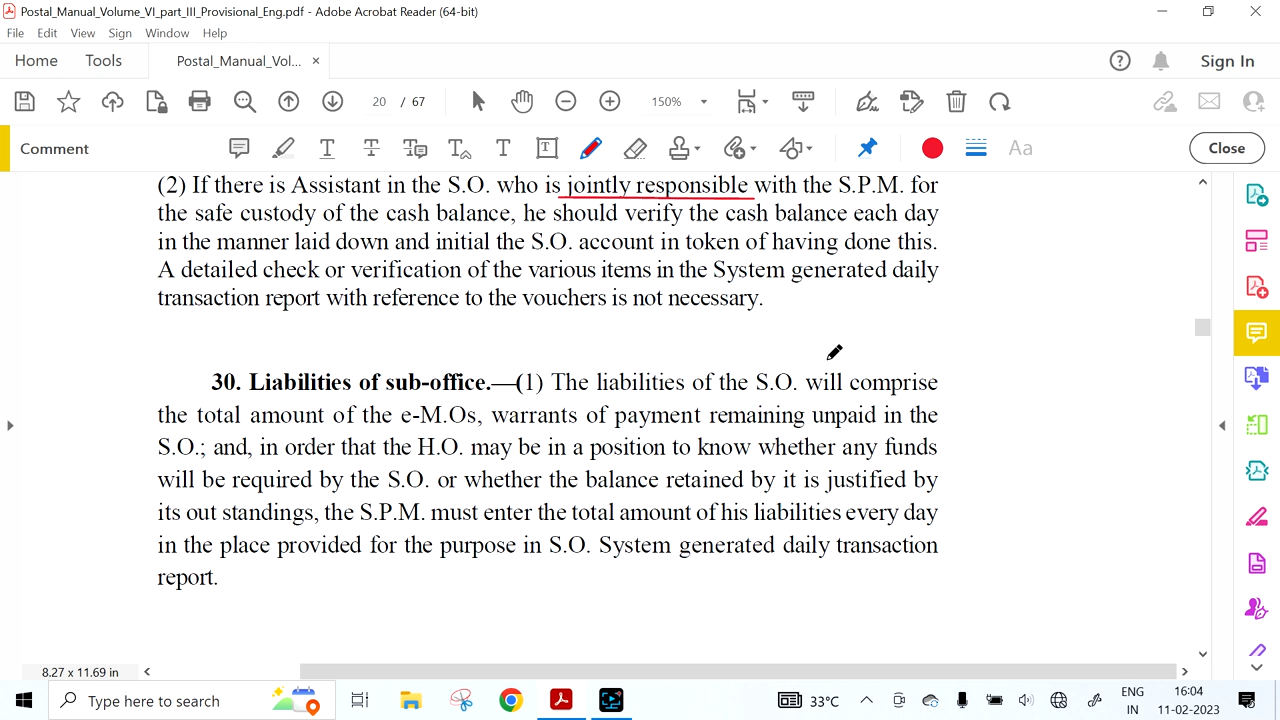 Postal_Manual_Volume_VI_part_III_Provisional_Eng.pdf - Adobe Acrobat Reader (64-bit)
File Edit View Sign Window Help
Home Tools Postal_Manual_Vol... × Sign In
20 / 67 150%
Comment Aa Close
(2) If there is Assistant in the S.O. who is jointly responsible with the S.P.M. for
the safe custody of the cash balance, he should verify the cash balance each day
in the manner laid down and initial the S.O. account in token of having done this.
A detailed check or verification of the various items in the System generated daily
transaction report with reference to the vouchers is not necessary.
30. Liabilities of sub-office.—(1) The liabilities of the S.O. will comprise
the total amount of the e-M.Os, warrants of payment remaining unpaid in the
S.O.; and, in order that the H.O. may be in a position to know whether any funds
will be required by the S.O. or whether the balance retained by it is justified by
its out standings, the S.P.M. must enter the total amount of his liabilities every day
in the place provided for the purpose in S.O. System generated daily transaction
report.
8.27 x 11.69 in
Type here to search 33°C ENG 16:04
IN 11-02-2023